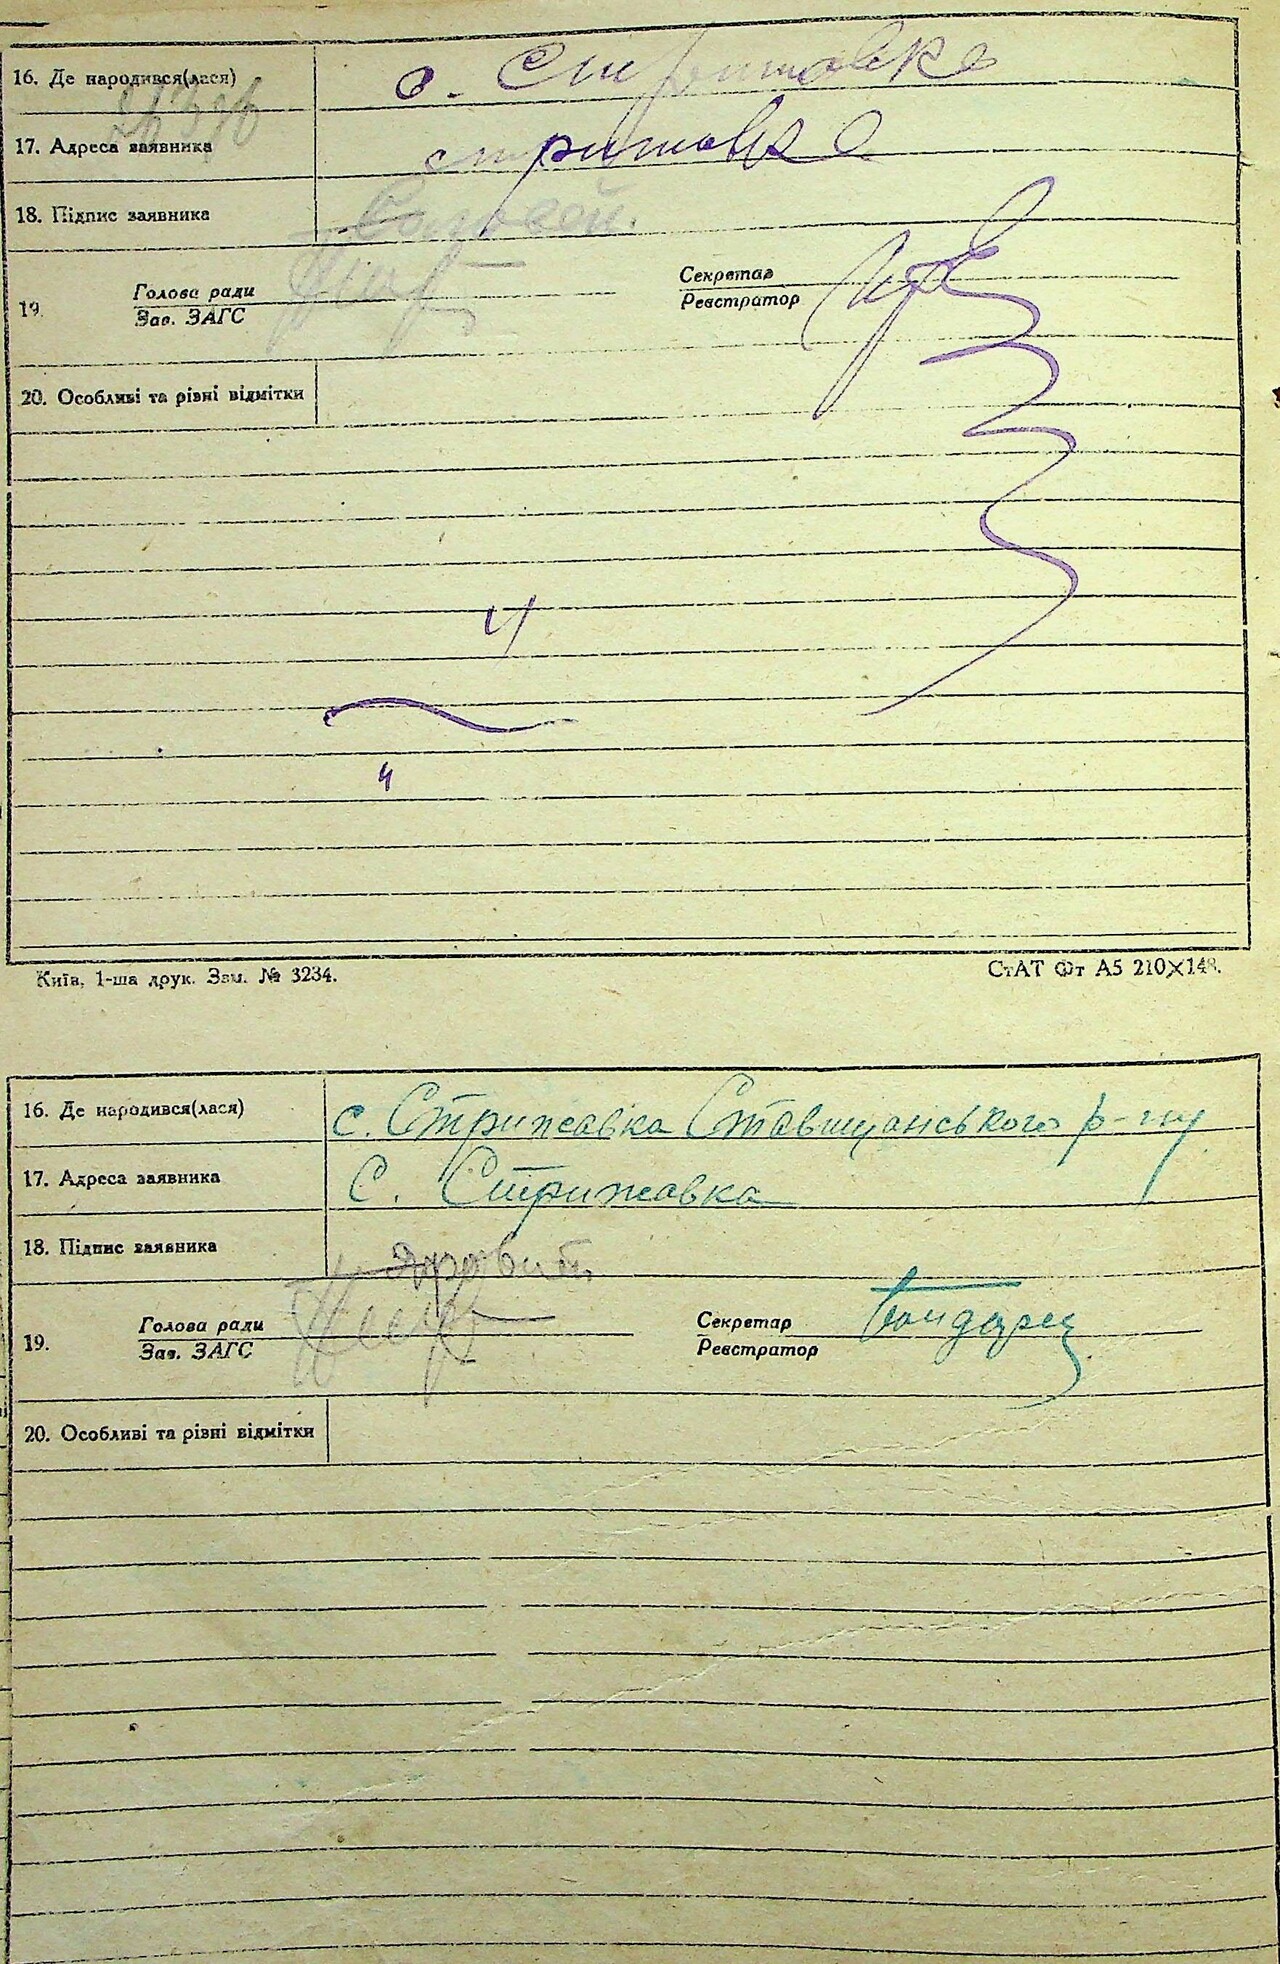 16. Де народився(лася)
17. Адреса заявника
18. Підпис заявника
Соловей.
19.
Голова ради
Зав. ЗАГС
Секретар
Реєстратор
20. Особливі та рівні відмітки
Київ, 1-ша друк. Зам. № 3234.
СтАТ Фт А5 210×148.
16. Де народився(лася) с. Стрижавка Ставищанського р-ну
17. Адреса заявника С. Стрижавка
18. Підпис заявника
19.
Голова ради
Зав. ЗАГС
Секретар
Реєстратор
20. Особливі та рівні відмітки